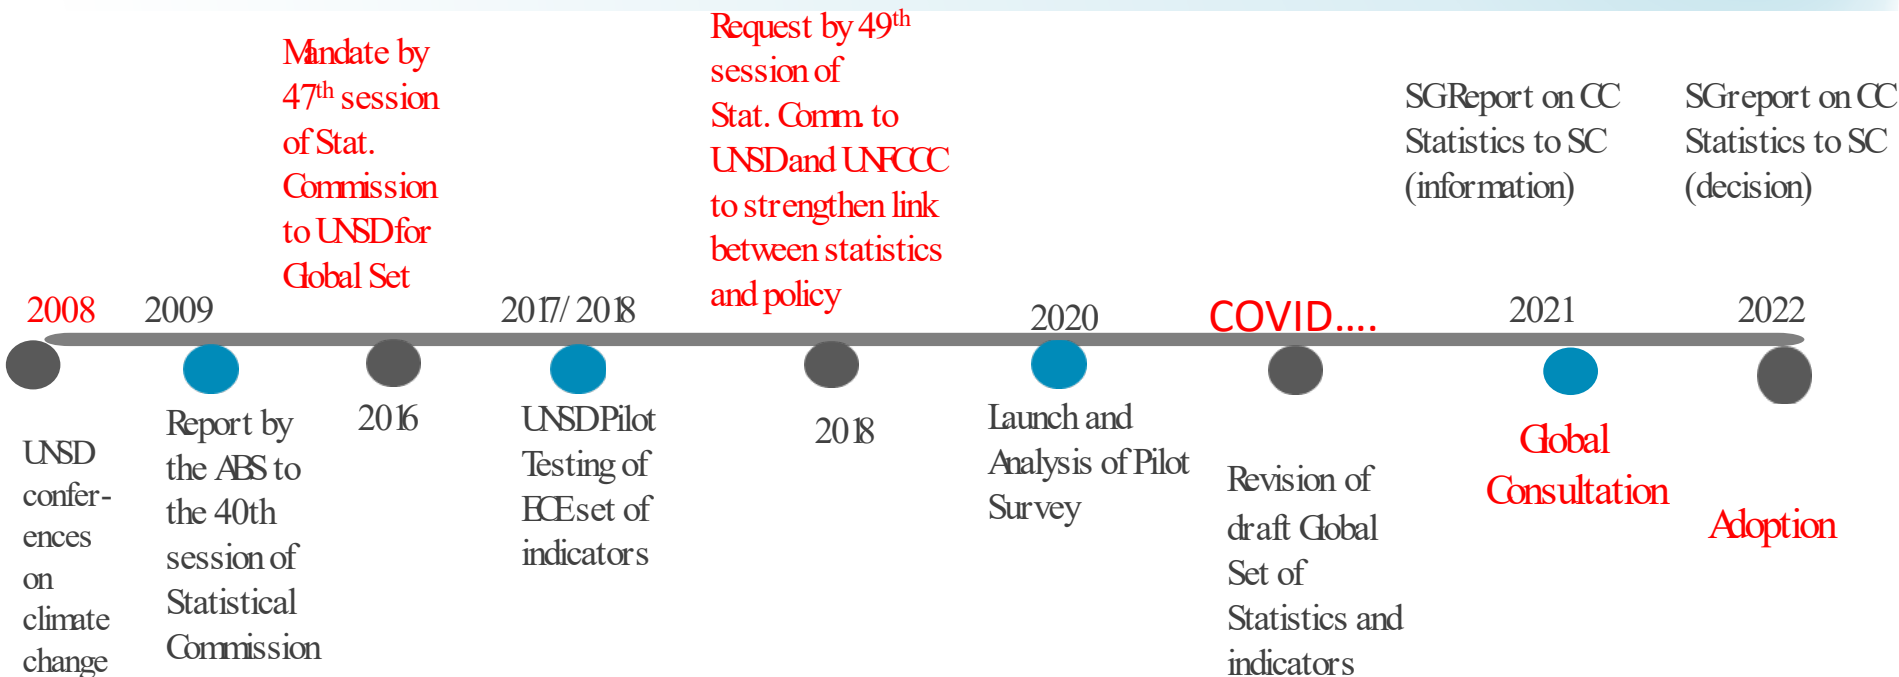 2008
UNSD
confer-
ences
on
climate
change
2009
Report by
the ABS to
the 40th
session of
Statistical
Commission
Mandate by
47th session
of Stat.
Commission
to UNSD for
Global Set
2016
2017/ 2018
UNSD Pilot
Testing of
ECE set of
indicators
Request by 49th
session of
Stat. Comm. to
UNSD and UNFCCC
to strengthen link
between statistics
and policy
2018
2020
Launch and
Analysis of Pilot
Survey
COVID....
Revision of
draft Global
Set of
Statistics and
indicators
SG Report on CC
Statistics to SC
(information)
2021
Global
Consultation
SG report on CC
Statistics to SC
(decision)
2022
Adoption